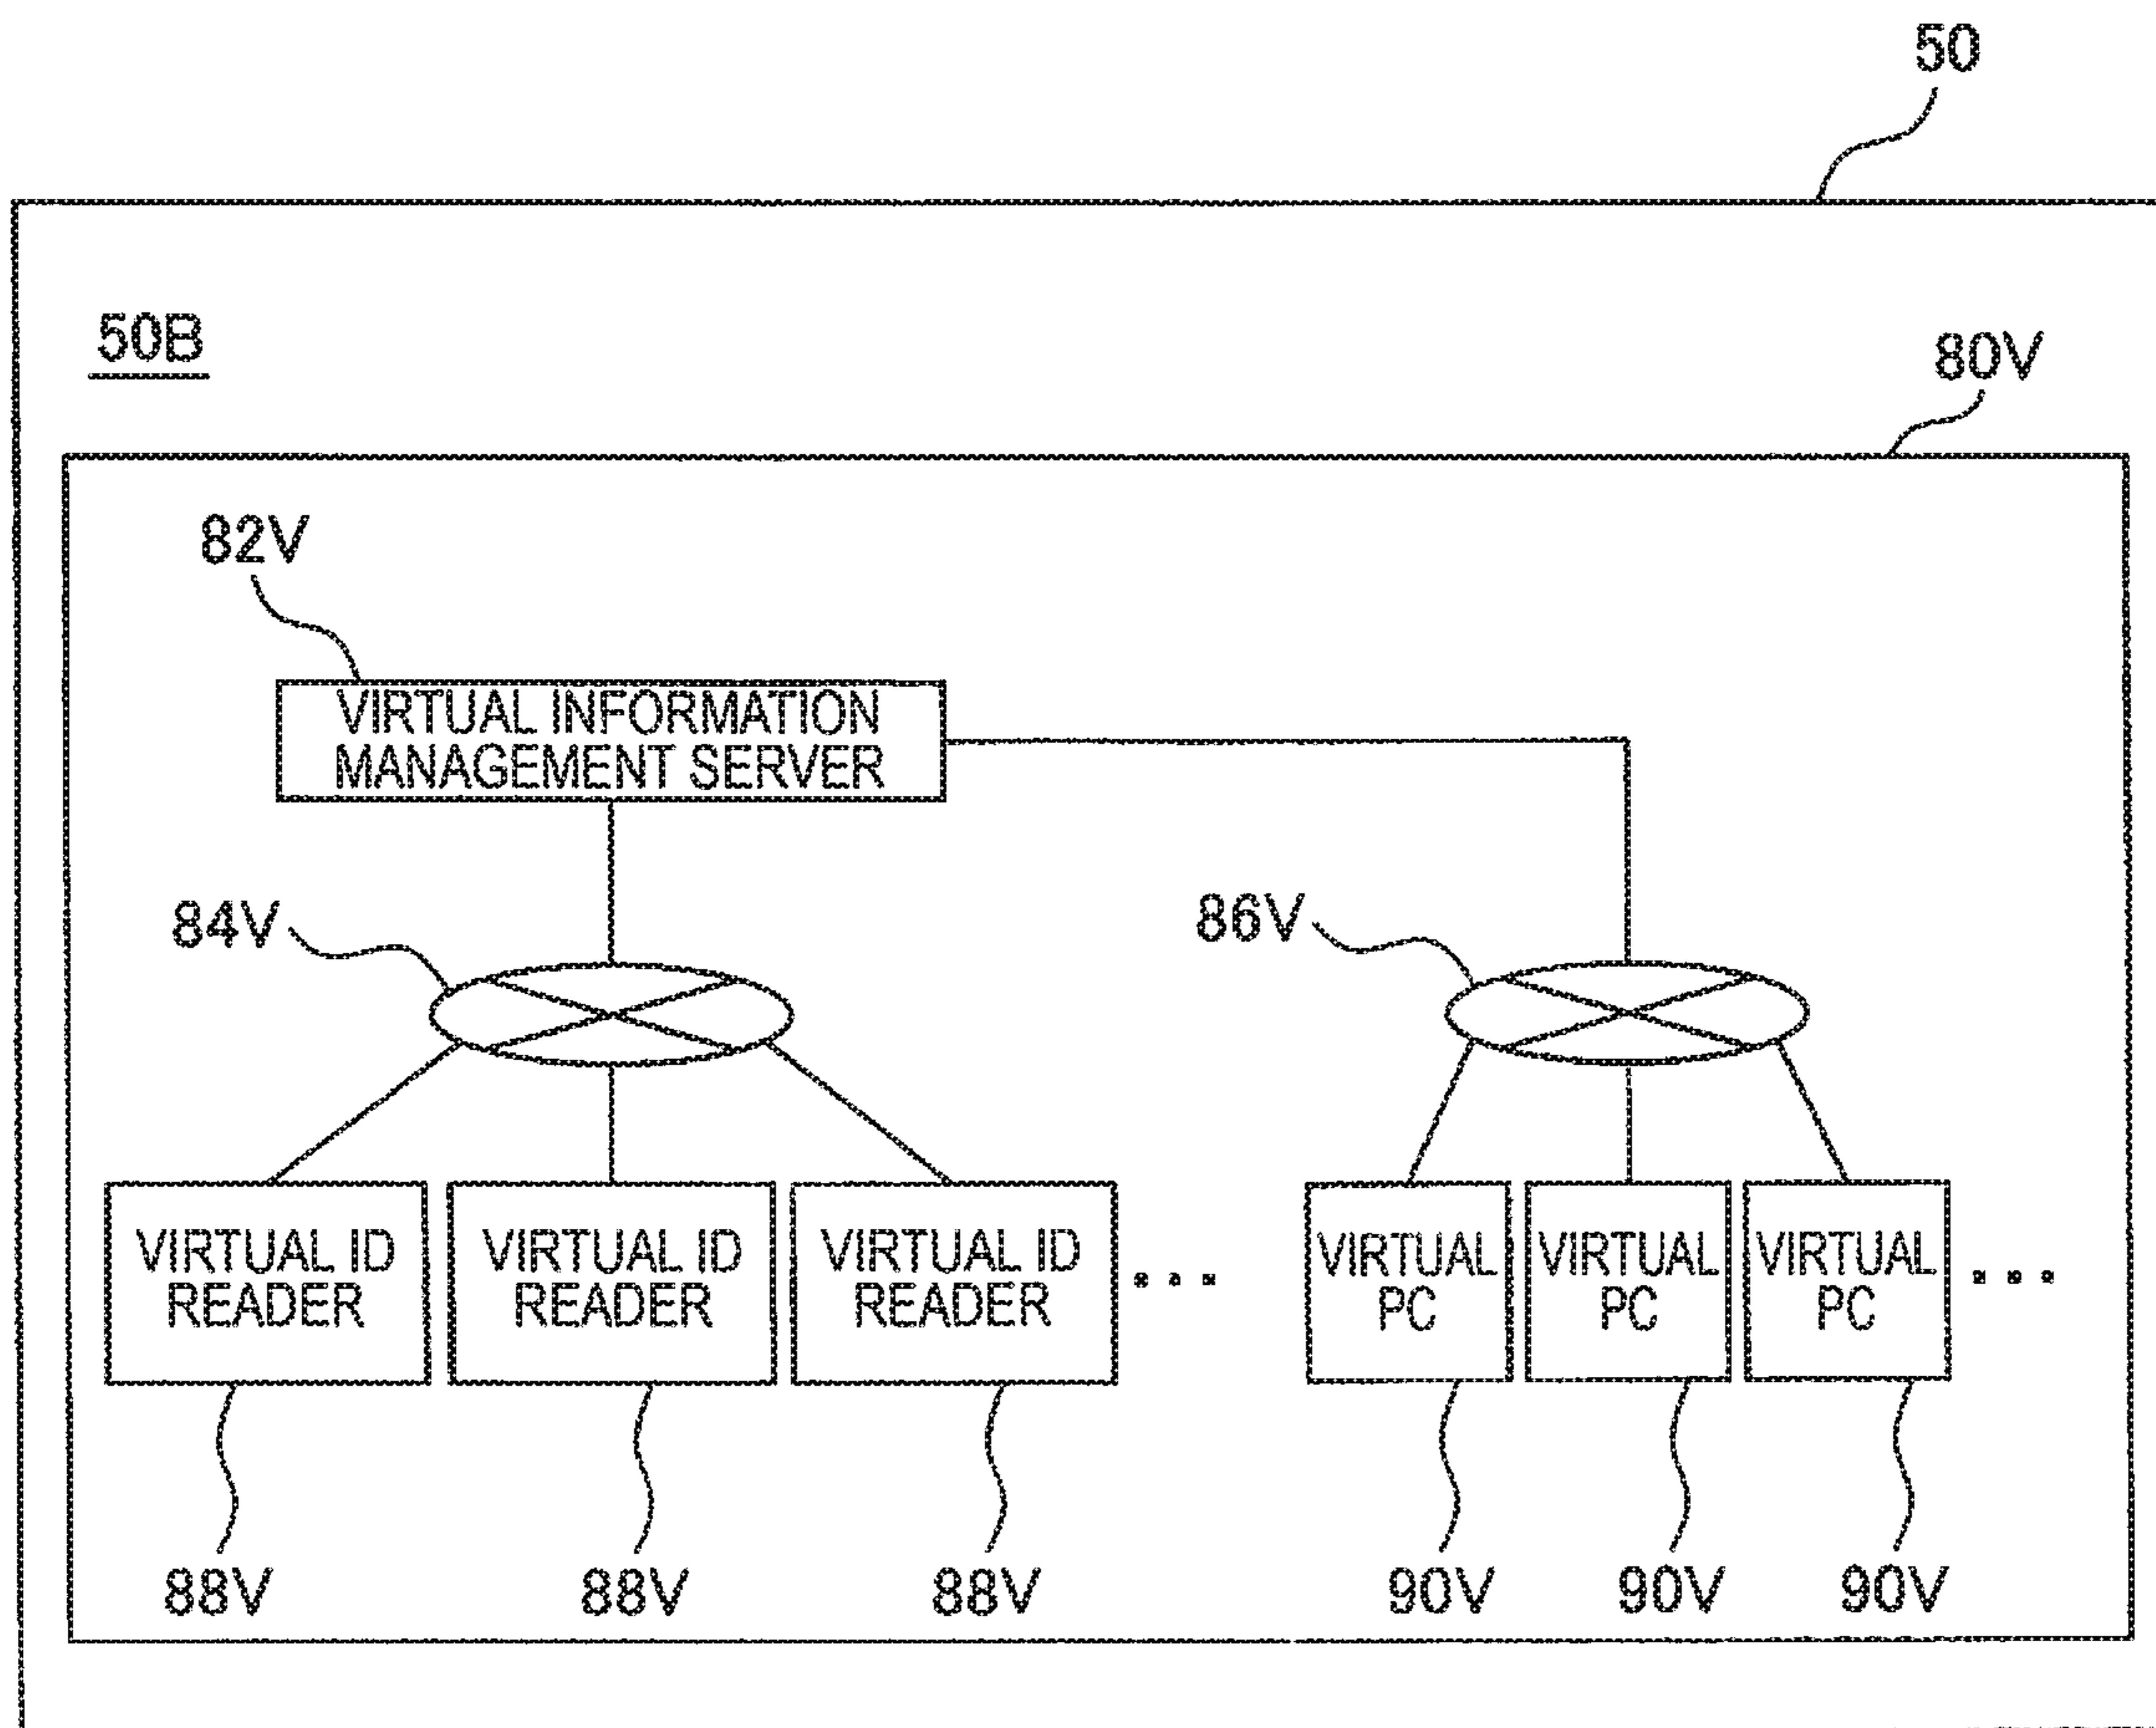 50
50B
80V
82V
VIRTUAL INFORMATION
MANAGEMENT SERVER
84V
86V
VIRTUAL ID
READER
VIRTUAL ID
READER
VIRTUAL ID
READER
...
VIRTUAL
PC
VIRTUAL
PC
VIRTUAL
PC
...
88V
88V
88V
90V
90V
90V